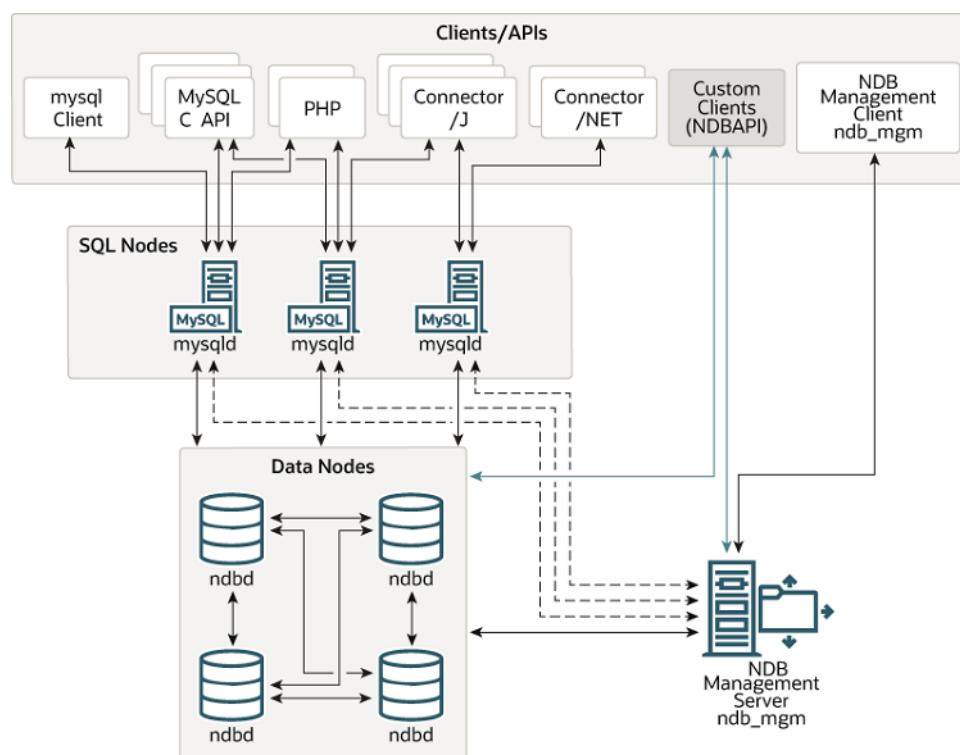 Clients/APIs
mysql
Client
MySQL
C API
PHP
Connector
/J
Connector
/NET
Custom
Clients
(NDBAPI)
NDB
Management
Client
ndb_mgm
SQL Nodes
MySQL
mysqld
MySQL
mysqld
MySQL
mysqld
Data Nodes
ndbd
ndbd
ndbd
ndbd
NDB
Management
Server
ndb_mgm